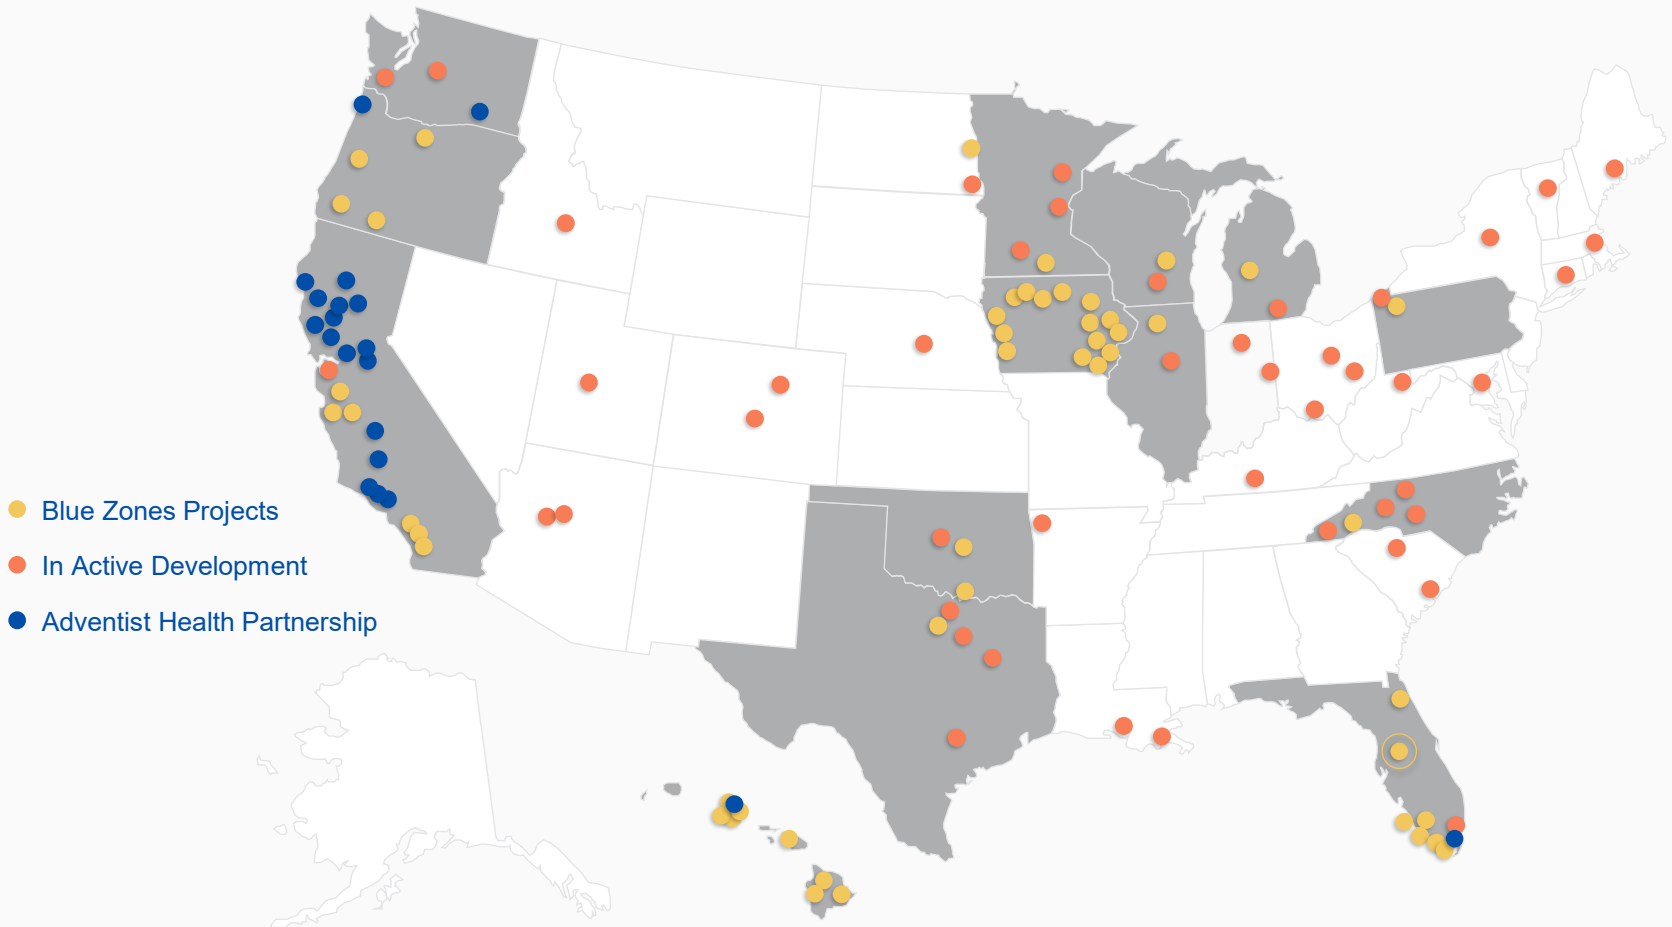 Blue Zones Projects
In Active Development
Adventist Health Partnership